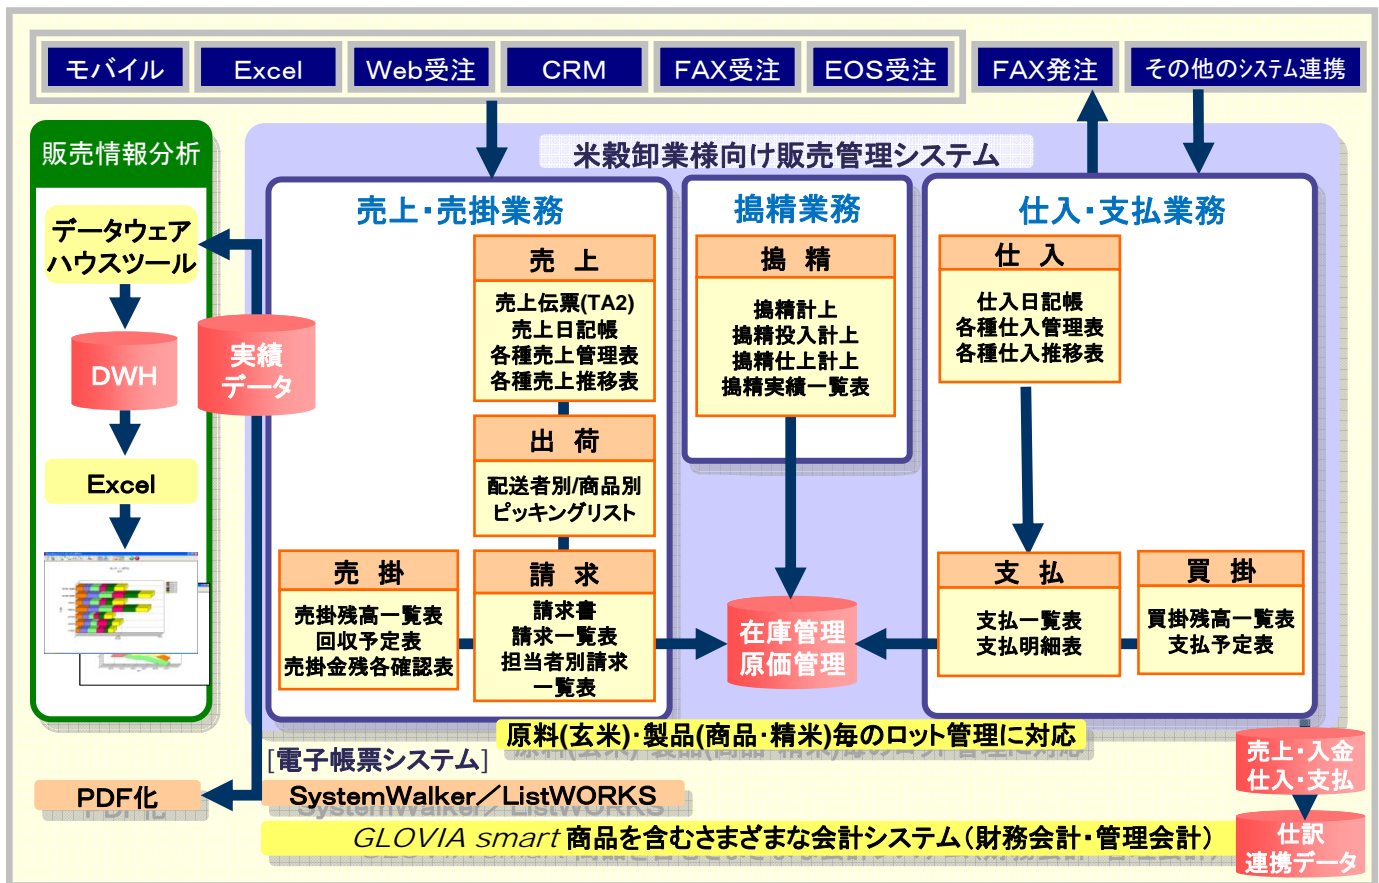 モバイル
Excel
Web受注
CRM
FAX受注
EOS受注
FAX発注
その他のシステム連携
販売情報分析
データウェア
ハウスツール
DWH
Excel
実績
データ
米穀卸業様向け販売管理システム
売上・売掛業務
売 上
売上伝票(TA2)
売上日記帳
各種売上管理表
各種売上推移表
出 荷
配送者別/商品別
ピッキングリスト
売 掛
売掛残高一覧表
回収予定表
売掛金残各確認表
請 求
請求書
請求一覧表
担当者別請求
一覧表
搗精業務
搗 精
搗精計上
搗精投入計上
搗精仕上計上
搗精実績一覧表
在庫管理
原価管理
仕入・支払業務
仕 入
仕入日記帳
各種仕入管理表
各種仕入推移表
支 払
支払一覧表
支払明細表
買 掛
買掛残高一覧表
支払予定表
原料(玄米)・製品(商品・精米)毎のロット管理に対応
[電子帳票システム]
PDF化
SystemWalker／ListWORKS
GLOVIA smart 商品を含むさまざまな会計システム（財務会計・管理会計）
売上・入金
仕入・支払
仕訳
連携データ